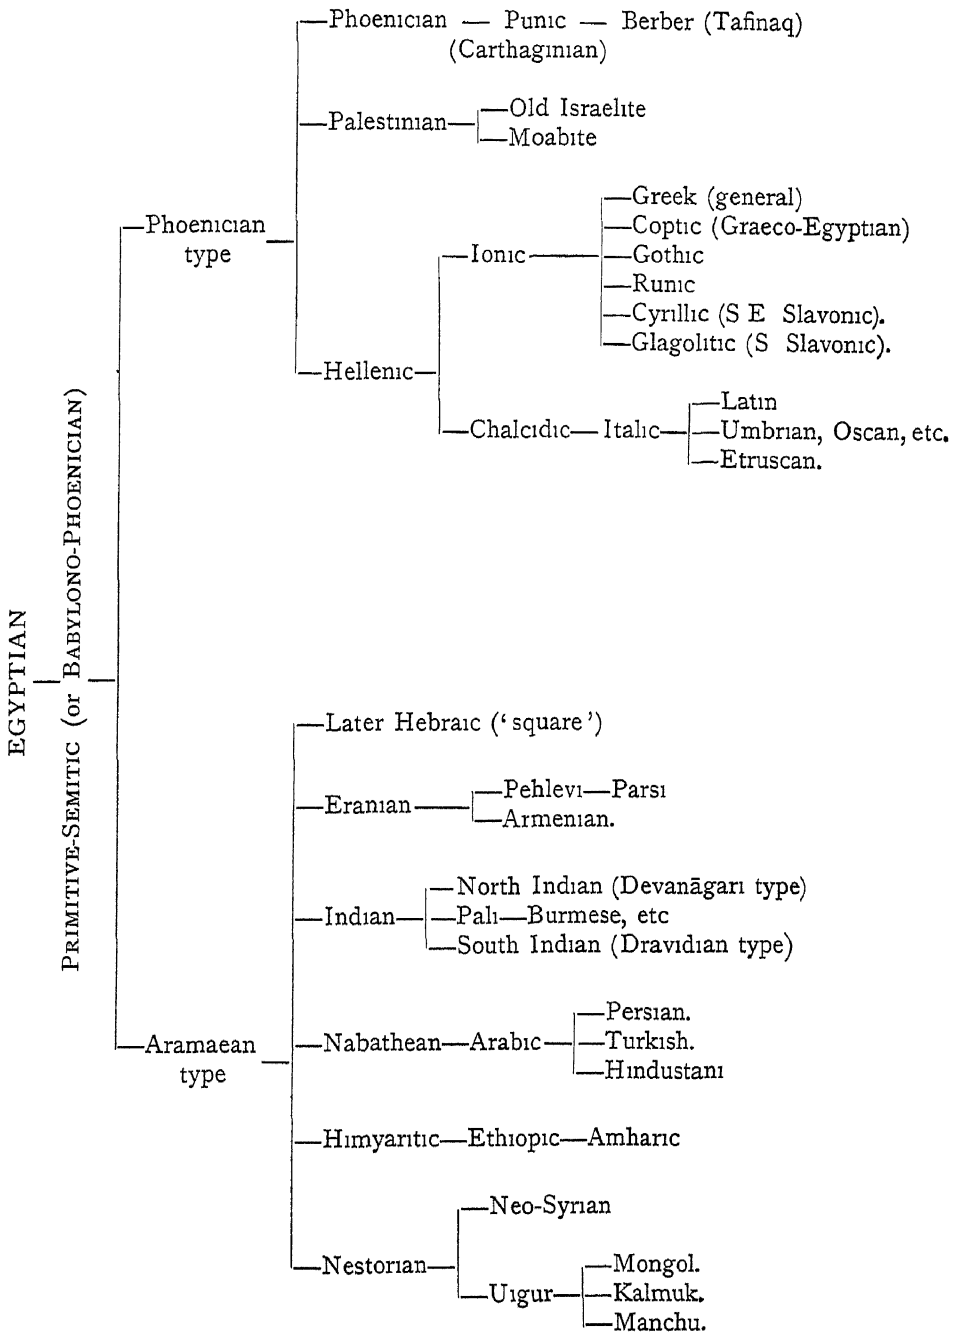 Phoenician — Punic — Berber (Tafinaq)
(Carthaginian)
Palestinian
Old Israelite
Moabite
Phoenician
type
Hellenic
Ionic
Greek (general)
Coptic (Graeco-Egyptian)
Gothic
Runic
Cyrillic (S E Slavonic).
Glagolitic (S Slavonic).
Chalcidic—Italic
Latin
Umbrian, Oscan, etc.
Etruscan.
EGYPTIAN
PRIMITIVE-SEMITIC (or BABYLONO-PHOENICIAN)
Aramaean
type
Later Hebraic (‘square’)
Eranian
Pehlevi—Parsi
Armenian.
Indian
North Indian (Devanāgari type)
Pali—Burmese, etc
South Indian (Dravidian type)
Nabathean—Arabic
Persian.
Turkish.
Hindustani
Himyaritic—Ethiopic—Amharic
Nestorian
Neo-Syrian
Uigur
Mongol.
Kalmuk.
Manchu.